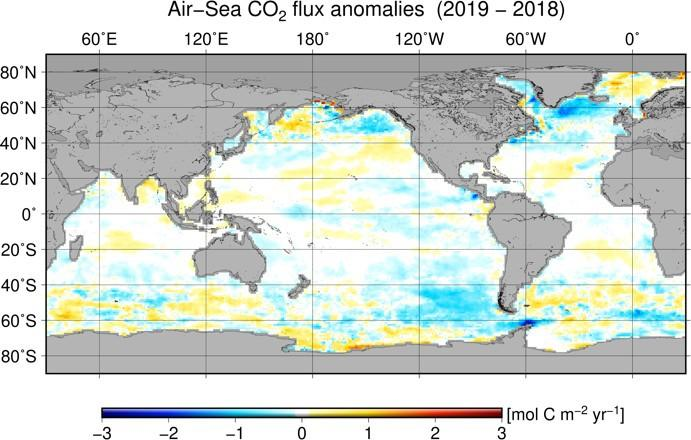 Air−Sea CO₂ flux anomalies (2019 − 2018)
60°E 120°E 180° 120°W 60°W 0°
80°N
60°N
40°N
20°N
0°
20°S
40°S
60°S
80°S
[mol C m⁻² yr⁻¹]
−3 −2 −1 0 1 2 3